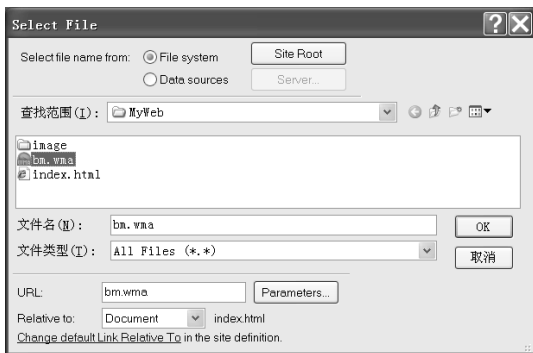 Select File
Select file name from: File system Site Root
Data sources Server...
查找范围(I): MyWeb
image
bm.wma
index.html
文件名(N): bm.wma OK
文件类型(T): All Files (*.*) 取消
URL: bm.wma Parameters...
Relative to: Document index.html
Change default Link Relative To in the site definition.